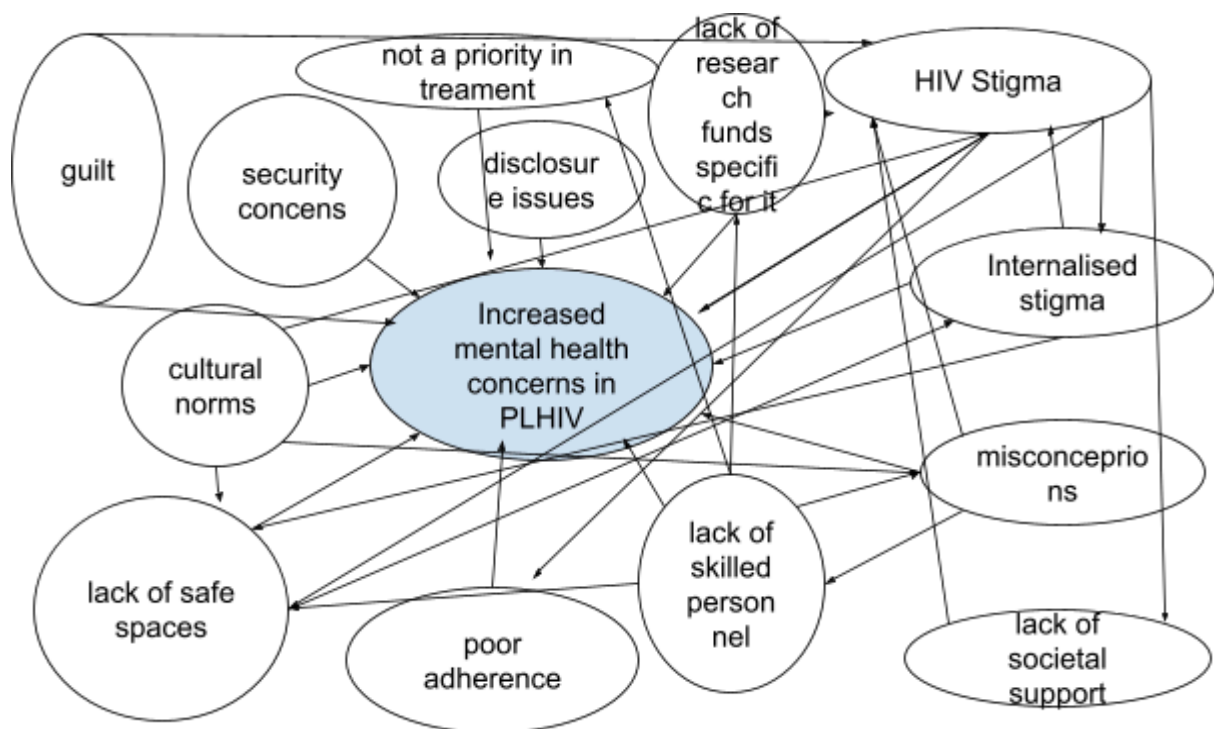 not a priority in
treament
lack of
resear
ch
funds
specifi
c for it
HIV Stigma
guilt
security
concens
disclosur
e issues
Internalised
stigma
Increased
mental health
concerns in
PLHIV
cultural
norms
misconceprio
ns
lack of safe
spaces
poor
adherence
lack of
skilled
person
nel
lack of
societal
support